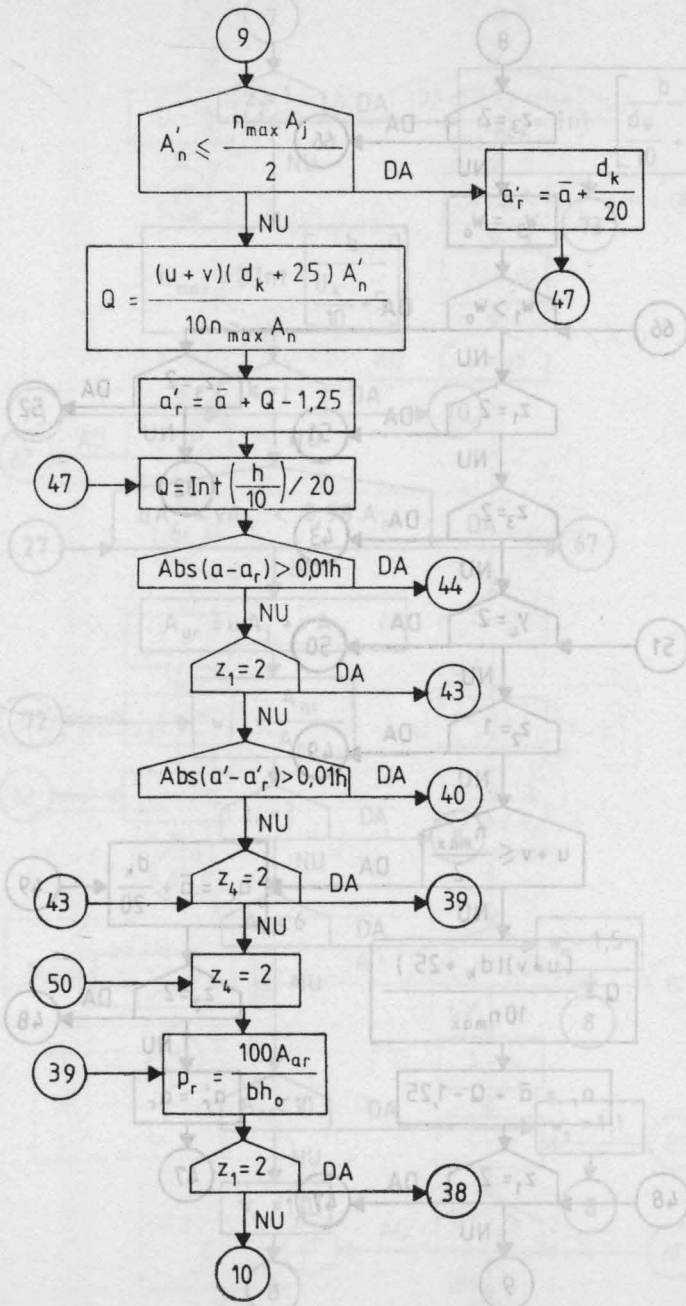 9
A'n ≤ nmax Aj / 2
DA
a'r = ā + dk / 20
NU
47
Q = (u + v)( dk + 25 ) A'n / 10 nmax An
a'r = ā + Q - 1,25
47
Q = Int (h / 10) / 20
Abs(a-ar) > 0,01h
DA
44
NU
z1 = 2
DA
43
NU
Abs(a'-a'r) > 0,01h
DA
40
NU
43
z4 = 2
DA
39
NU
50
z4 = 2
39
pr = 100 Aar / bho
z1 = 2
DA
38
NU
10